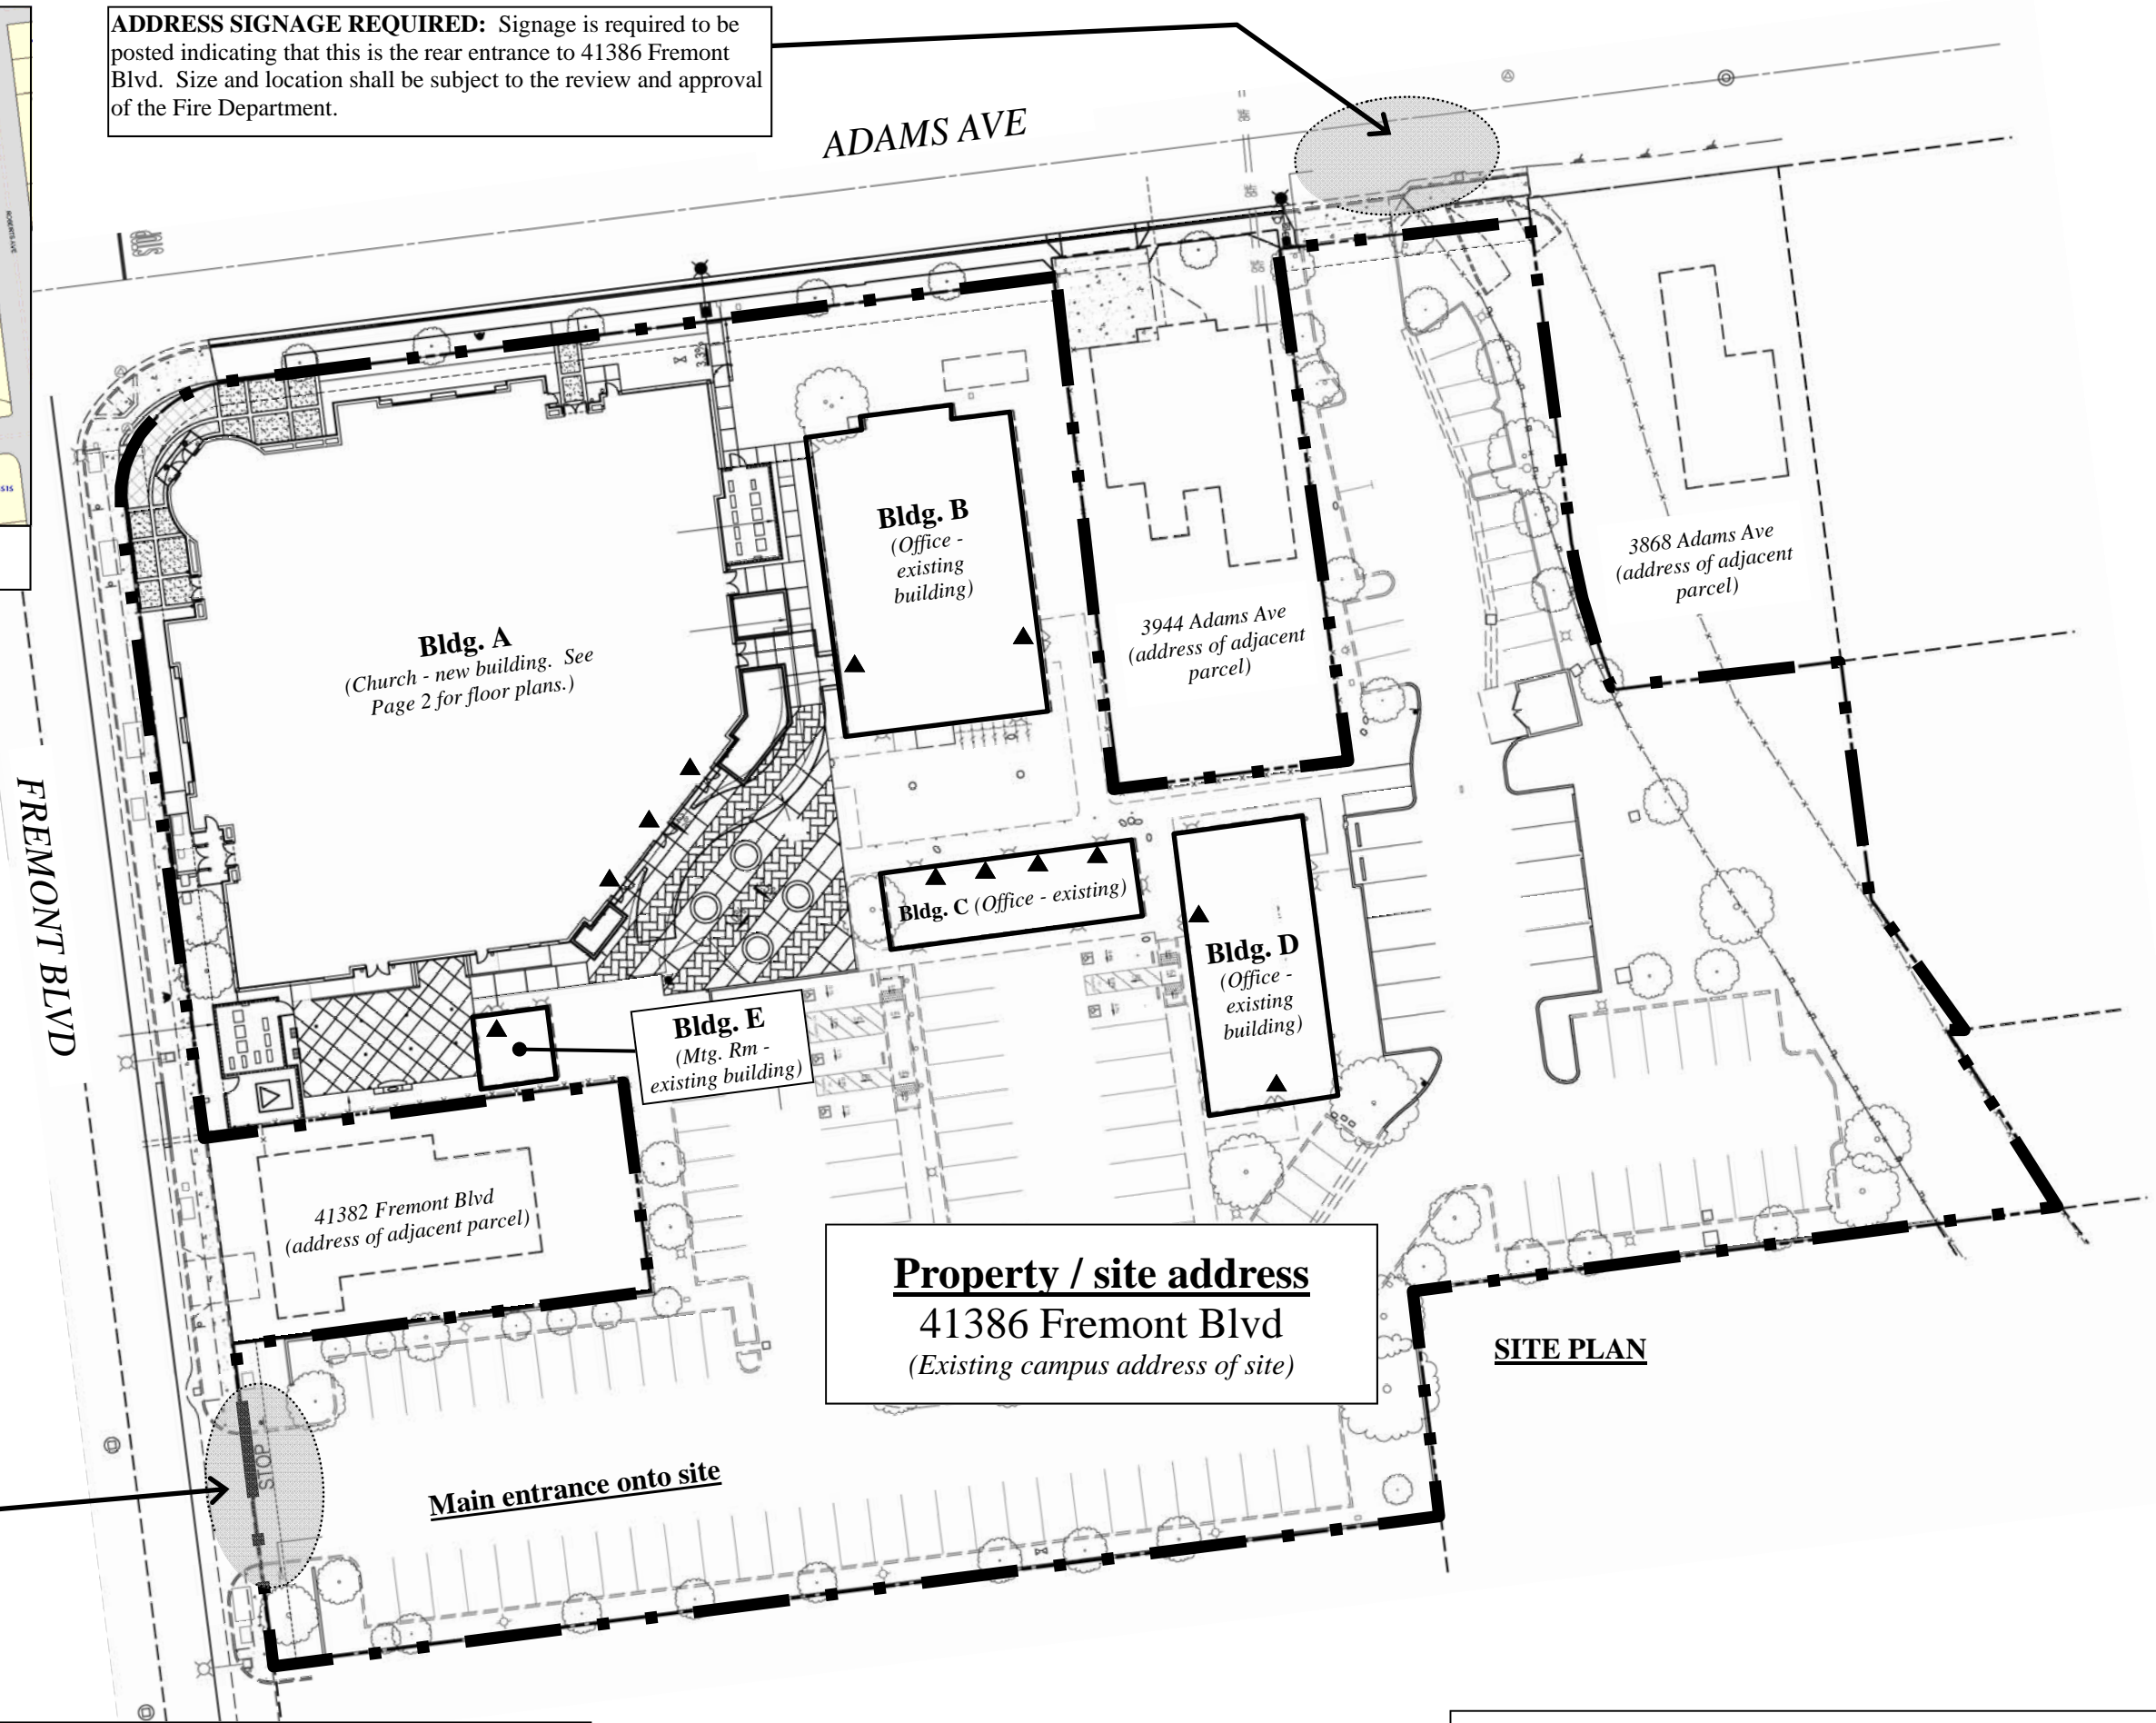 ADDRESS SIGNAGE REQUIRED: Signage is required to be
posted indicating that this is the rear entrance to 41386 Fremont
Blvd. Size and location shall be subject to the review and approval
of the Fire Department.
ADAMS AVE
ROBERTS AVE
STOP
SIS
3868 Adams Ave
(address of adjacent
parcel)
Bldg. B
(Office -
existing
building)
3944 Adams Ave
(address of adjacent
parcel)
Bldg. A
(Church - new building. See
Page 2 for floor plans.)
FREMONT BLVD
Bldg. C (Office - existing)
Bldg. D
(Office -
existing
building)
Bldg. E
(Mtg. Rm -
existing building)
41382 Fremont Blvd
(address of adjacent parcel)
Property / site address
41386 Fremont Blvd
(Existing campus address of site)
SITE PLAN
STOP
Main entrance onto site